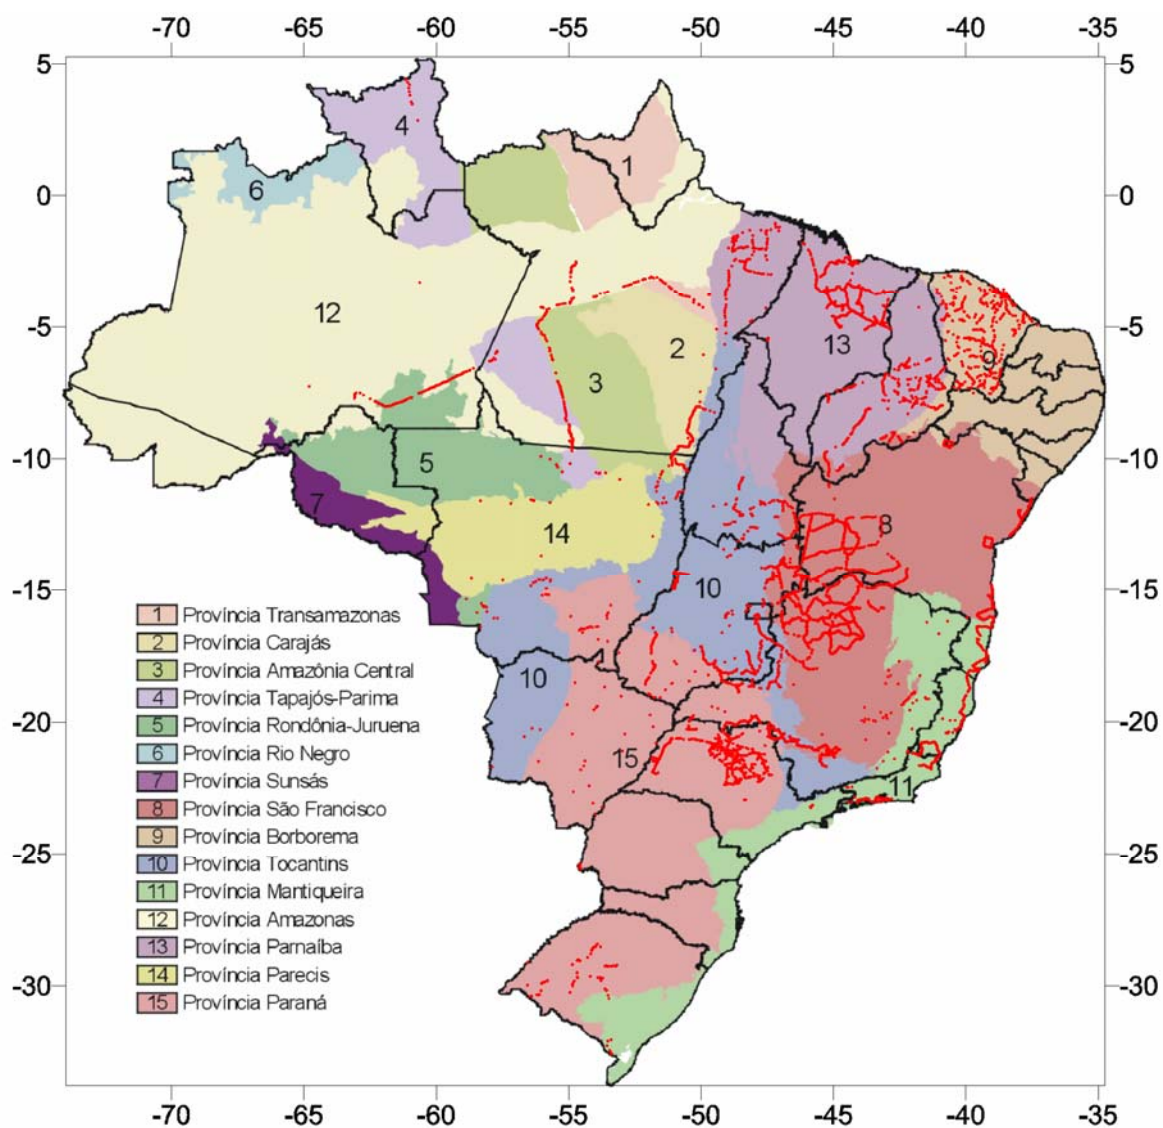 -70 -65 -60 -55 -50 -45 -40 -35
5 5
4
1
6
0 0
12
-5 -5
13
2
9
3
-10 -10
5
7
8
14
10
-15 -15
1 Província Transamazonas
2 Província Carajás
3 Província Amazônia Central
10
4 Província Tapajós-Parima
-20 5 Província Rondônia-Juruena -20
6 Província Rio Negro
15
7 Província Sunsás
11
8 Província São Francisco
9 Província Borborema
-25 10 Província Tocantins -25
11 Província Mantiqueira
12 Província Amazonas
13 Província Parnaíba
14 Província Parecis
-30 -30
15 Província Paraná
-70 -65 -60 -55 -50 -45 -40 -35